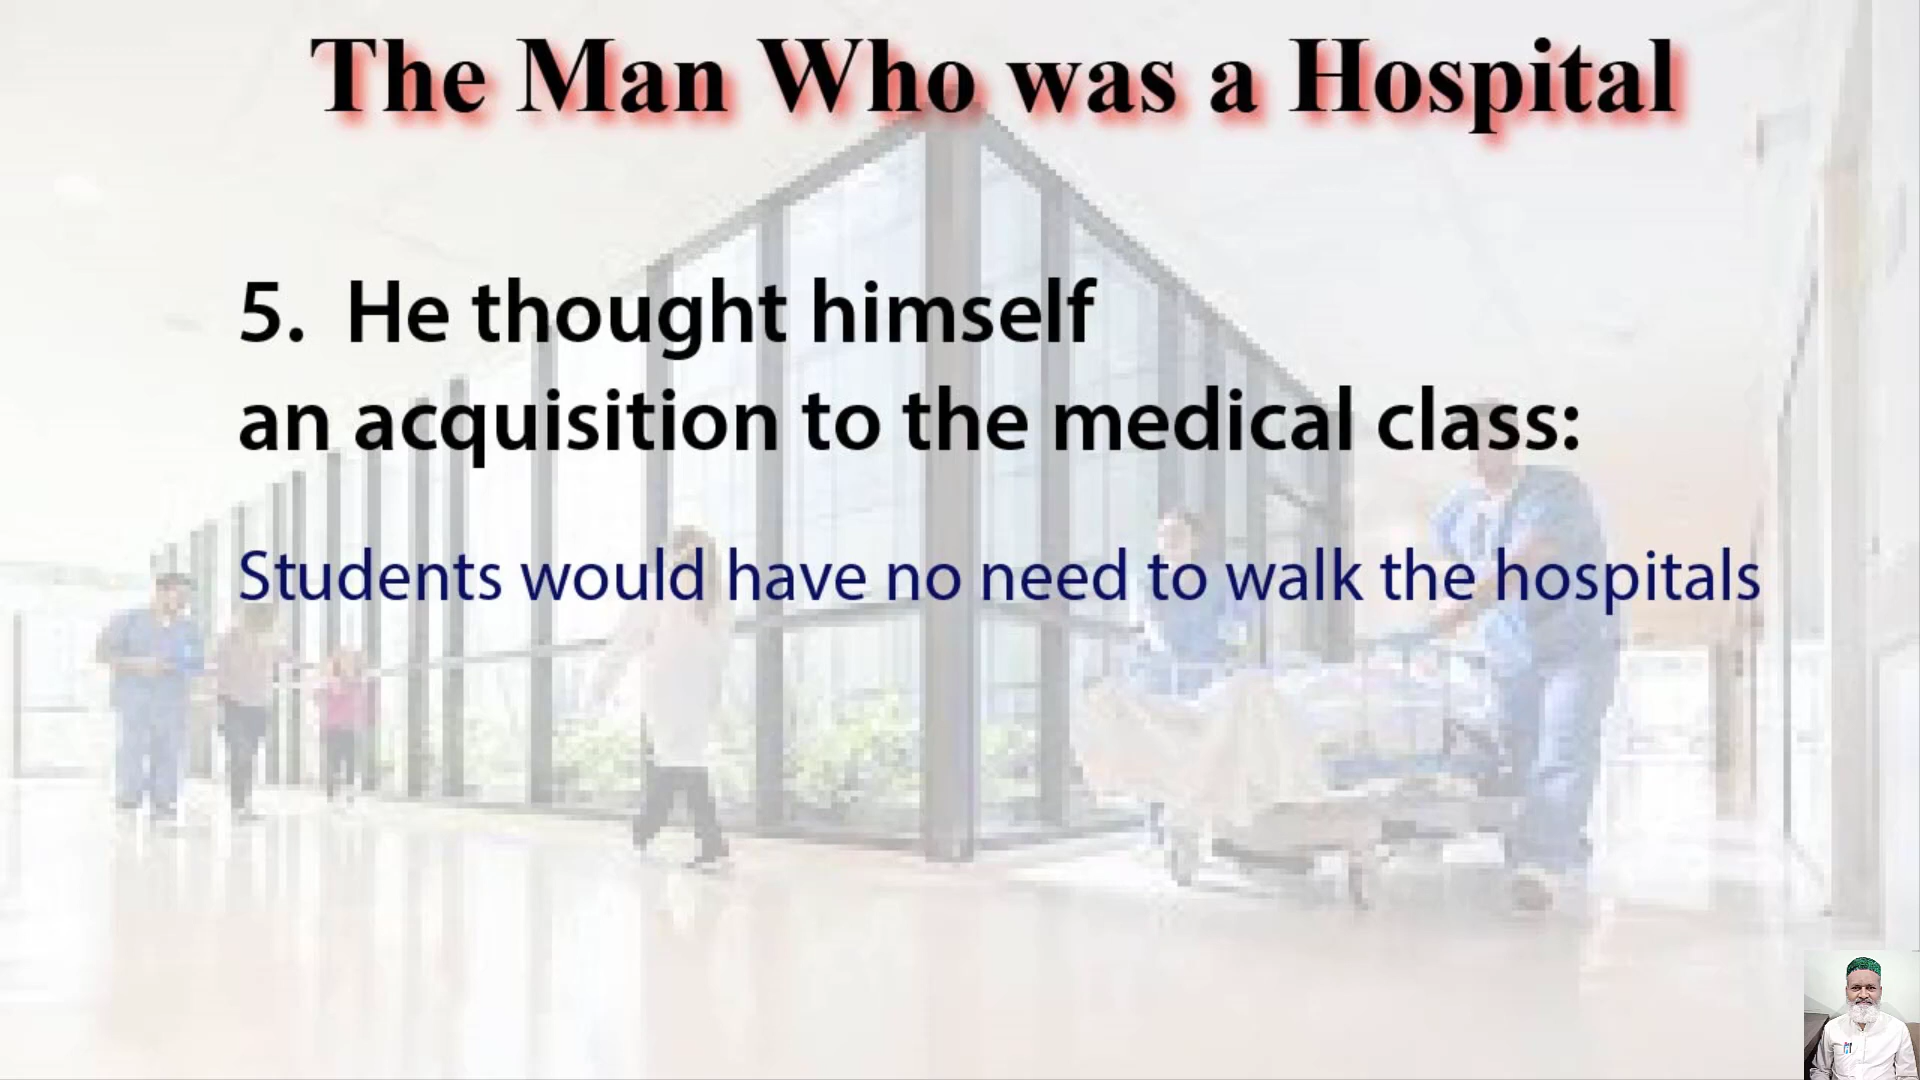 The Man Who was a Hospital
5. He thought himself
an acquisition to the medical class:
Students would have no need to walk the hospitals